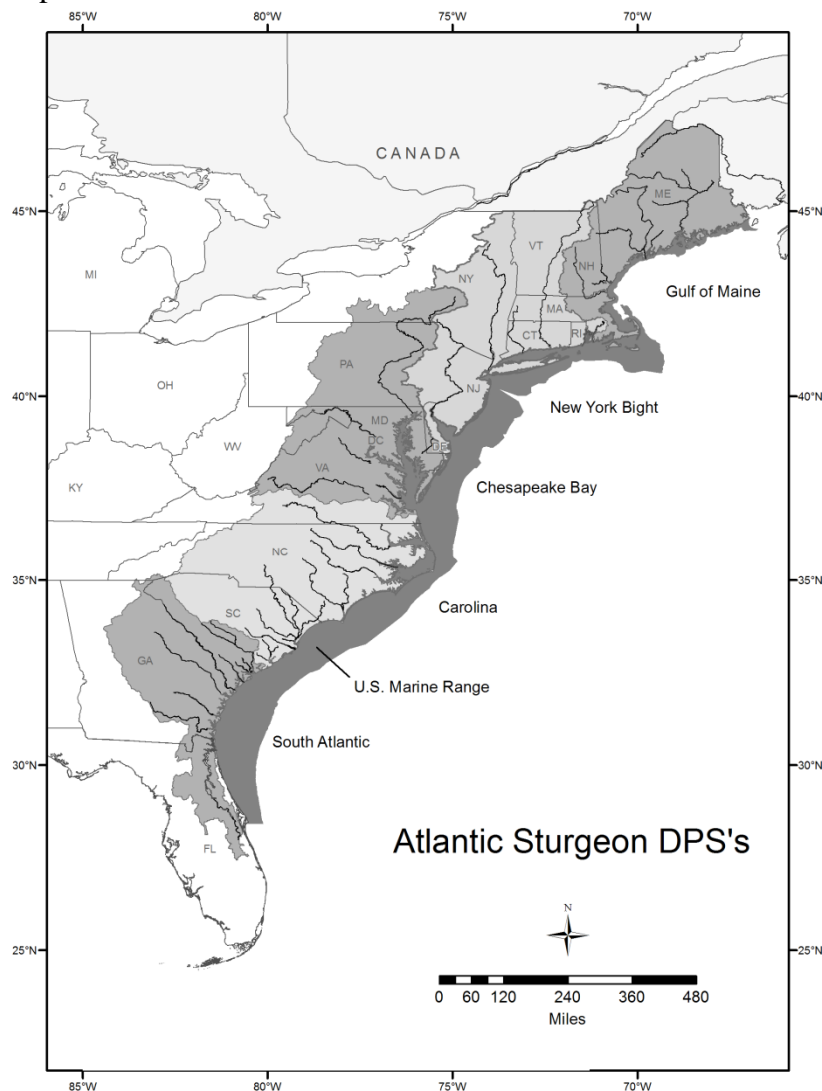 85°W 80°W 75°W 70°W
CANADA
45°N 45°N
ME
VT
MI
NY
NH
Gulf of Maine
MA
CT RI
PA
40°N 40°N
OH
NJ
New York Bight
MD
DC
DE
WV
VA
Chesapeake Bay
KY
NC
35°N 35°N
SC
Carolina
GA
U.S. Marine Range
South Atlantic
30°N 30°N
FL
Atlantic Sturgeon DPS's
N
25°N 25°N
0 60 120 240 360 480
Miles
85°W 80°W 75°W 70°W